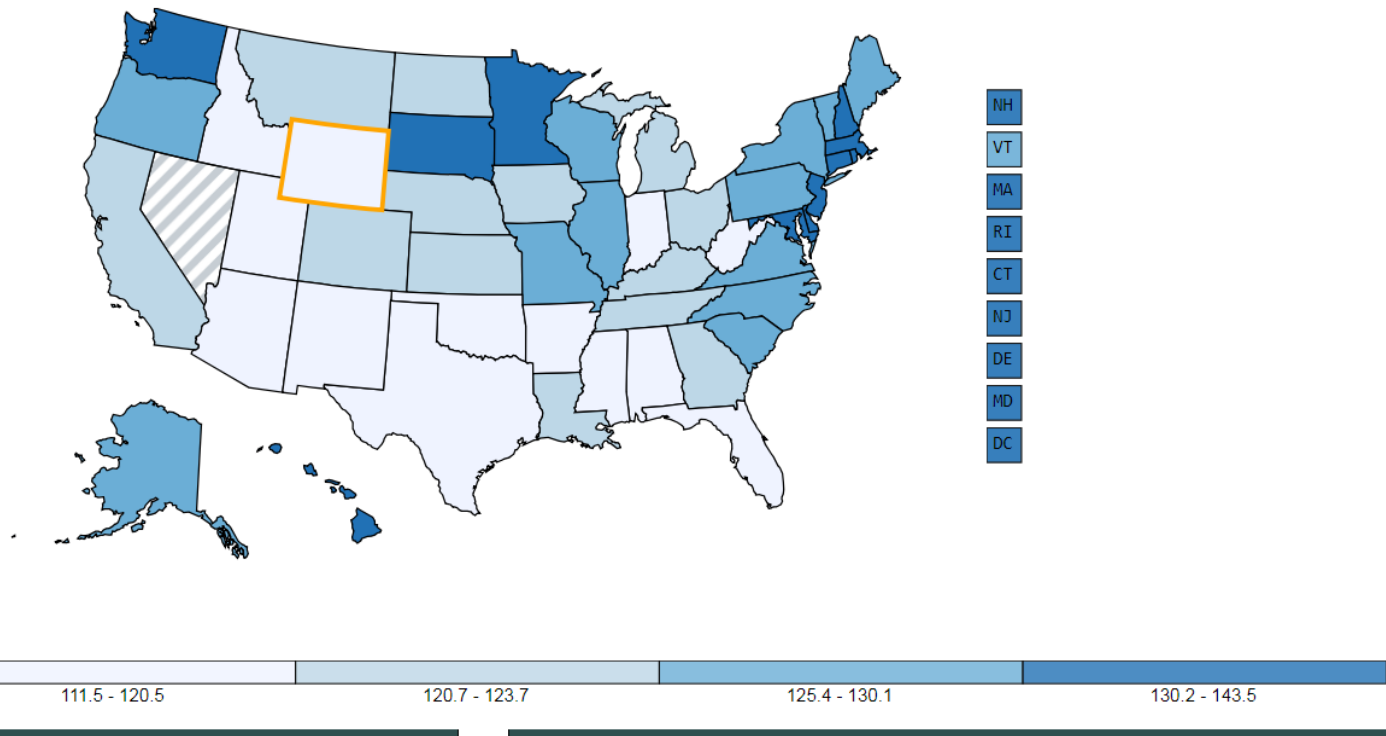 NH
VT
MA
RI
CT
NJ
DE
MD
DC
111.5 - 120.5
120.7 - 123.7
125.4 - 130.1
130.2 - 143.5